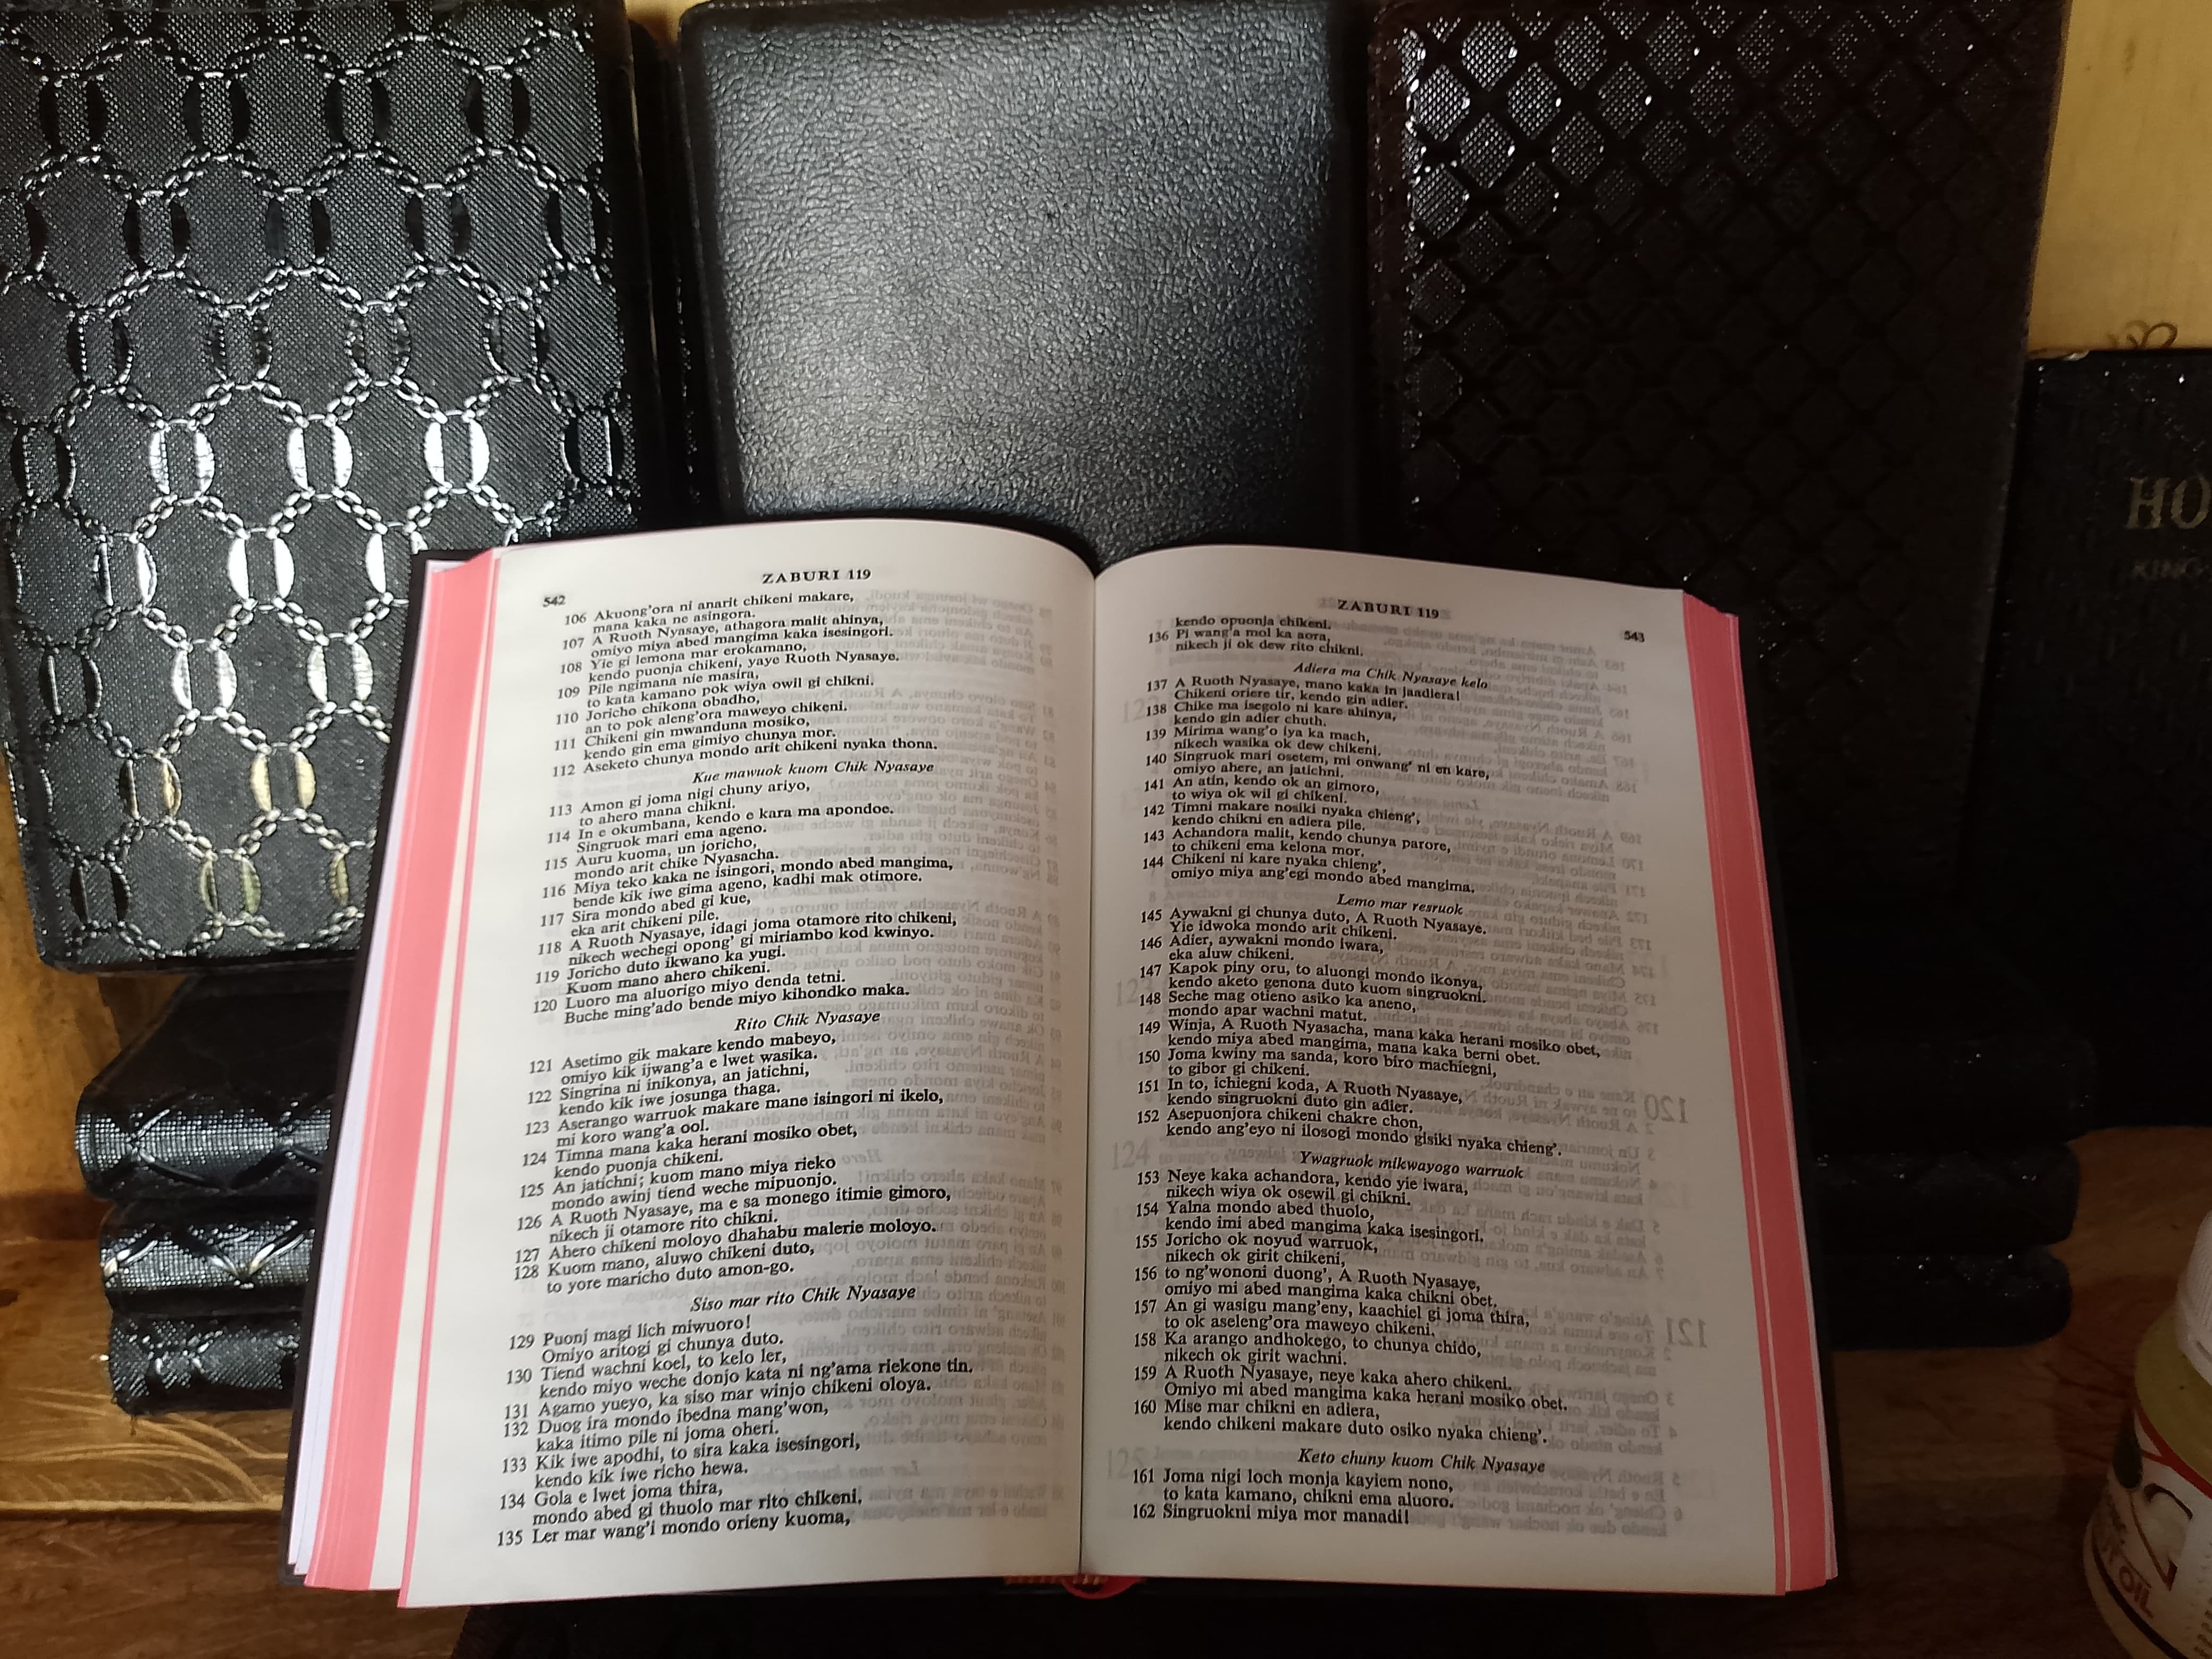 542
ZABURI 119
106 Akuong'ora ni anarit chikeni makare,
mana kaka ne asingora.
107 A Ruoth Nyasaye, athagora malit ahinya,
omiyo miya abed mangima kaka isesingori.
108 Yie gi lemona mar erokamano,
kendo puonja chikeni, yaye Ruoth Nyasaye.
109 Pile ngimana nie masira,
to kata kamano pok wiya owil gi chikni.
110 Joricho chikona obadho,
an to pok aleng'ora maweyo chikeni.
111 Chikeni gin mwanduna mosiko,
kendo gin ema gimiyo chunya mor.
112 Aseketo chunya mondo arit chikeni nyaka thona.
Kue mawuok kuom Chik Nyasaye
113 Amon gi joma nigi chuny ariyo,
to ahero mana chikni.
114 In e okumbana, kendo e kara ma apondoe.
Singruok mari ema ageno.
115 Auru kuoma, un joricho,
mondo arit chike Nyasacha.
116 Miya teko kaka ne isingori, mondo abed mangima,
bende kik iwe gima ageno, kadhi mak otimore.
117 Sira mondo abed gi kue,
eka arit chikeni pile.
118 A Ruoth Nyasaye, idagi joma otamore rito chikeni,
nikech wechegi opong' gi miriambo kod kwinyo.
119 Joricho duto ikwano ka yugi.
Kuom mano ahero chikeni.
120 Luoro ma aluorigo miyo denda tetni.
Buche ming'ado bende miyo kihondko maka.
Rito Chik Nyasaye
121 Asetimo gik makare kendo mabeyo,
omiyo kik ijwang'a e lwet wasika.
122 Singrina ni inikonya, an jatichni,
kendo kik iwe josunga thaga.
123 Aserango warruok makare mane isingori ni ikelo,
mi koro wang'a ool.
124 Timna mana kaka herani mosiko obet,
kendo puonja chikeni.
125 An jatichni; kuom mano miya rieko
mondo awinj tiend weche mipuonjo.
126 A Ruoth Nyasaye, ma e sa monego itimie gimoro,
nikech ji otamore rito chikni.
127 Ahero chikeni moloyo dhahabu malerie moloyo.
128 Kuom mano, aluwo chikeni duto,
to yore maricho duto amon-go.
Siso mar rito Chik Nyasaye
129 Puonj magi lich miwuoro!
Omiyo aritogi gi chunya duto.
130 Tiend wachni koel, to kelo ler,
kendo miyo weche donjo kata ni ng'ama riekone tin.
131 Agamo yueyo, ka siso mar winjo chikeni oloya.
132 Duog ira mondo ibedna mang'won,
kaka itimo pile ni joma oheri.
133 Kik iwe apodhi, to sira kaka isesingori,
kendo kik iwe richo hewa.
134 Gola e lwet joma thira,
mondo abed gi thuolo mar rito chikeni.
135 Ler mar wang'i mondo orieny kuoma,
ZABURI 119
543
kendo opuonja chikeni.
136 Pi wang'a mol ka aora,
nikech ji ok dew rito chikni.
Adiera ma Chik Nyasaye kelo
137 A Ruoth Nyasaye, mano kaka in jaadiera!
Chikeni oriere tir, kendo gin adier.
138 Chike ma isegolo ni kare ahinya,
kendo gin adier chuth.
139 Mirima wang'o iya ka mach,
nikech wasika ok dew chikeni.
140 Singruok mari osetem, mi onwang' ni en kare,
omiyo ahere, an jatichni.
141 An atin, kendo ok an gimoro,
to wiya ok wil gi chikeni.
142 Timni makare nosiki nyaka chieng',
kendo chikni en adiera pile.
143 Achandora malit, kendo chunya parore,
to chikeni ema kelona mor.
144 Chikeni ni kare nyaka chieng',
omiyo miya ang'egi mondo abed mangima.
Lemo mar resruok
145 Aywakni gi chunya duto, A Ruoth Nyasaye.
Yie idwoka mondo arit chikeni.
146 Adier, aywakni mondo iwara,
eka aluw chikeni.
147 Kapok piny oru, to aluongi mondo ikonya,
kendo aketo genona duto kuom singruokni.
148 Seche mag otieno asiko ka aneno,
mondo apar wachni matut.
149 Winja, A Ruoth Nyasacha, mana kaka herani mosiko obet,
kendo miya abed mangima, mana kaka berni obet.
150 Joma kwiny ma sanda, koro biro machiegni,
to gibor gi chikeni.
151 In to, ichiegni koda, A Ruoth Nyasaye,
kendo singruokni duto gin adier.
152 Asepuonjora chikeni chakre chon,
kendo ang'eyo ni ilosogi mondo gisiki nyaka chieng'.
Ywagruok mikwayogo warruok
153 Neye kaka achandora, kendo yie iwara,
nikech wiya ok osewil gi chikni.
154 Yalna mondo abed thuolo,
kendo imi abed mangima kaka isesingori.
155 Joricho ok noyud warruok,
nikech ok girit chikeni,
156 to ng'wononi duong', A Ruoth Nyasaye,
omiyo mi abed mangima kaka chikni obet.
157 An gi wasigu mang'eny, kaachiel gi joma thira,
to ok aseleng'ora maweyo chikeni.
158 Ka arango andhokego, to chunya chido,
nikech ok girit wachni.
159 A Ruoth Nyasaye, neye kaka ahero chikeni.
Omiyo mi abed mangima kaka herani mosiko obet.
160 Mise mar chikni en adiera,
kendo chikeni makare duto osiko nyaka chieng'.
Keto chuny kuom Chik Nyasaye
161 Joma nigi loch monja kayiem nono,
to kata kamano, chikni ema aluoro.
162 Singruokni miya mor manadi!
HO
KING
OIL